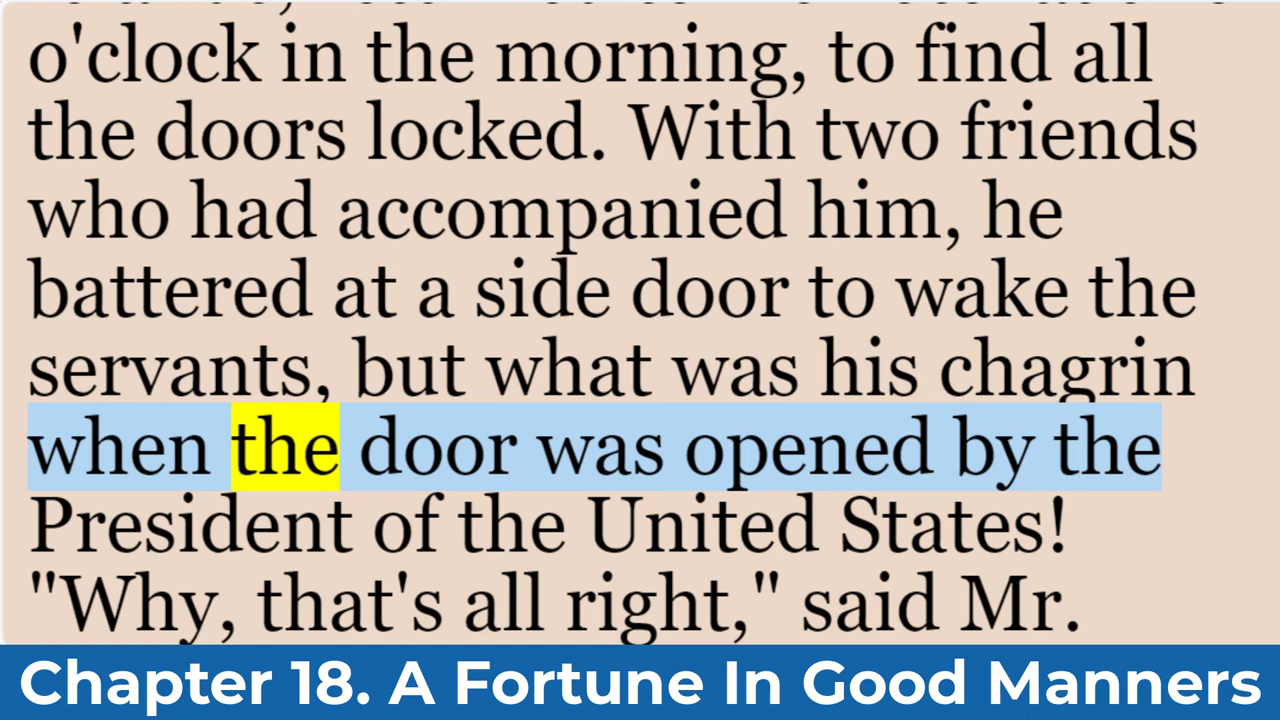 o'clock in the morning, to find all
the doors locked. With two friends
who had accompanied him, he
battered at a side door to wake the
servants, but what was his chagrin
when the door was opened by the
President of the United States!
"Why, that's all right," said Mr.
Chapter 18. A Fortune In Good Manners